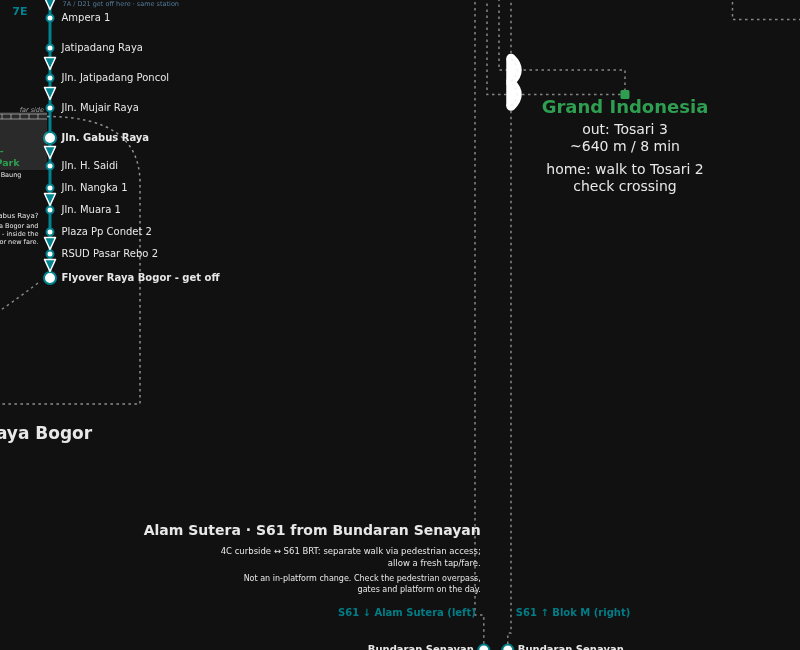 7A / D21 get off here · same station
7E
Ampera 1
Jatipadang Raya
Jln. Jatipadang Poncol
Jln. Mujair Raya
far side
Jln. Gabus Raya
Park
Baung
Jln. H. Saidi
Jln. Nangka 1
Jln. Muara 1
abus Raya?
a Bogor and
- inside the
or new fare.
Plaza Pp Condet 2
RSUD Pasar Rebo 2
Flyover Raya Bogor - get off
aya Bogor
Grand Indonesia
out: Tosari 3
~640 m / 8 min
home: walk to Tosari 2
check crossing
Alam Sutera · S61 from Bundaran Senayan
4C curbside ↔ S61 BRT: separate walk via pedestrian access;
allow a fresh tap/fare.
Not an in-platform change. Check the pedestrian overpass,
gates and platform on the day.
S61 ↓ Alam Sutera (left)
S61 ↑ Blok M (right)
Bundaran Senayan
Bundaran Senayan